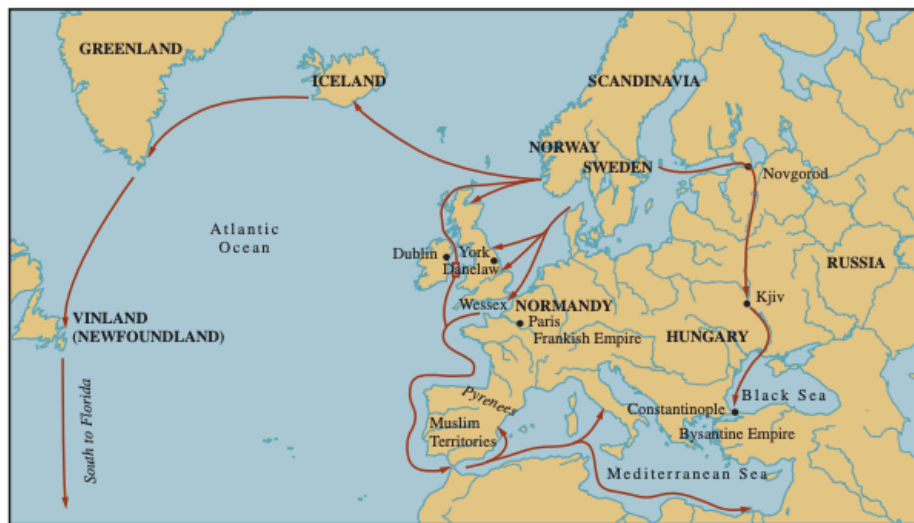 GREENLAND
ICELAND
SCANDINAVIA
NORWAY
SWEDEN
Novgorod
Atlantic
Ocean
Dublin
York
Danelaw
RUSSIA
Wessex
NORMANDY
Kjiv
VINLAND
(NEWFOUNDLAND)
Paris
Frankish Empire
HUNGARY
South to Florida
Pyrenees
Black Sea
Constantinople
Muslim
Territories
Bysantine Empire
Mediterranean Sea